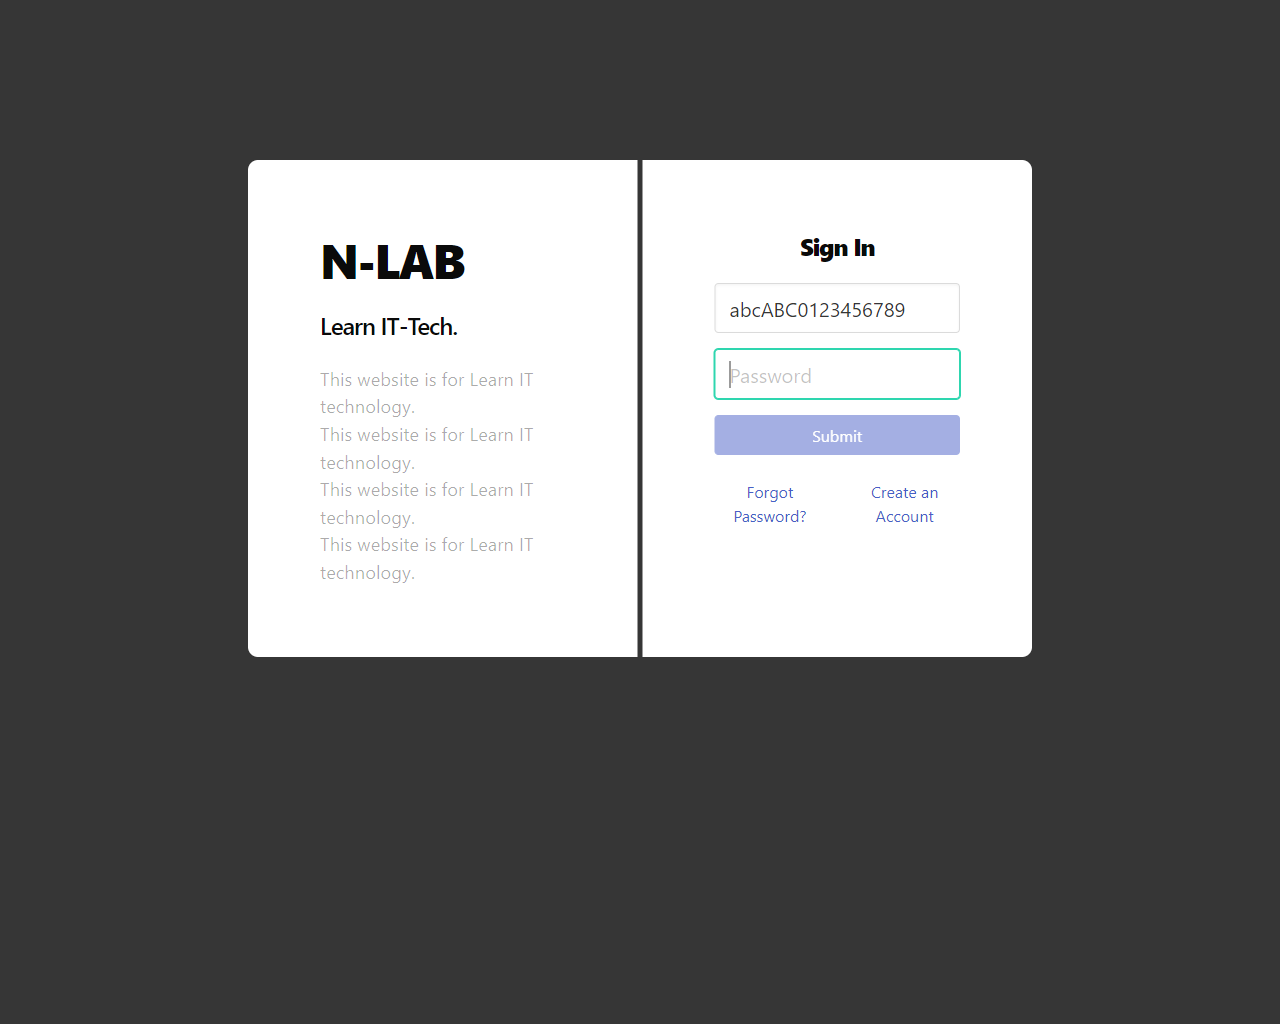 N-LAB
Learn IT-Tech.
This website is for Learn IT
technology.
This website is for Learn IT
technology.
This website is for Learn IT
technology.
This website is for Learn IT
technology.
Sign In
abcABC0123456789
Password
Submit
Forgot
Password?
Create an
Account